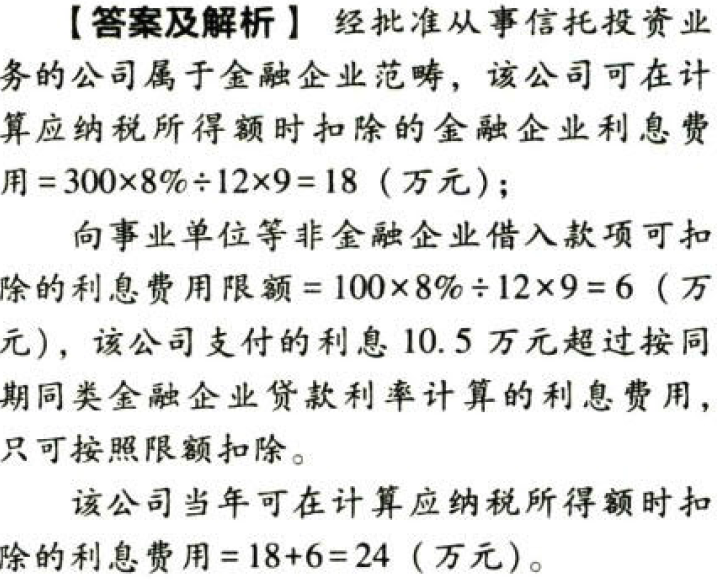 【答案及解析】 经批准从事信托投资业
务的公司属于金融企业范畴，该公司可在计
算应纳税所得额时扣除的金融企业利息费
用=300×8%÷12×9=18（万元）；
向事业单位等非金融企业借入款项可扣
除的利息费用限额=100×8%÷12×9=6（万
元），该公司支付的利息10.5万元超过按同
期同类金融企业贷款利率计算的利息费用，
只可按照限额扣除。
该公司当年可在计算应纳税所得额时扣
除的利息费用=18+6=24（万元）。